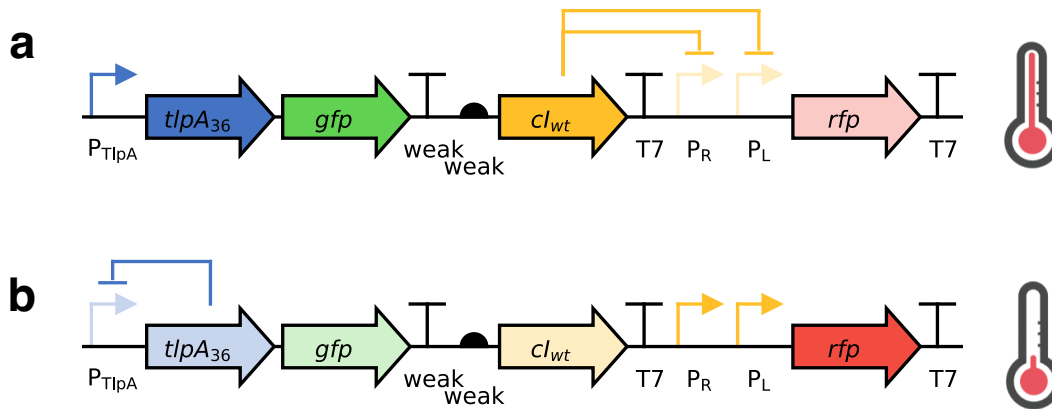 a
tlpA36 gfp cIwt rfp
PTlpA weak weak T7 PR PL T7
b
tlpA36 gfp cIwt rfp
PTlpA weak weak T7 PR PL T7